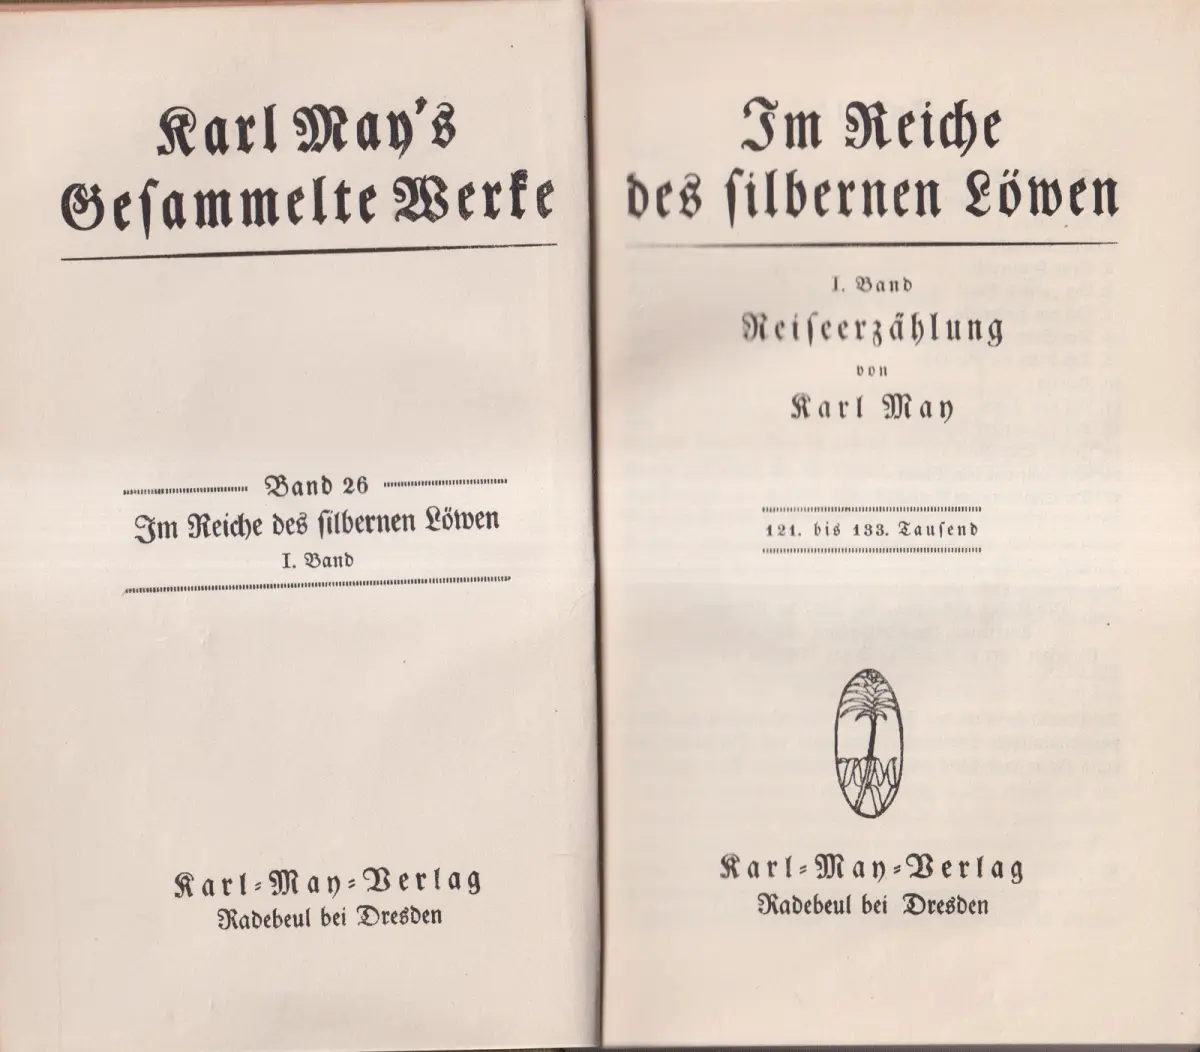 Karl May's
Gesammelte Werke
Band 26
Im Reiche des silbernen Löwen
I. Band
Karl-May-Verlag
Radebeul bei Dresden
Im Reiche
des silbernen Löwen
I. Band
Reiseerzählung
von
Karl May
121. bis 133. Tausend
Karl-May-Verlag
Radebeul bei Dresden